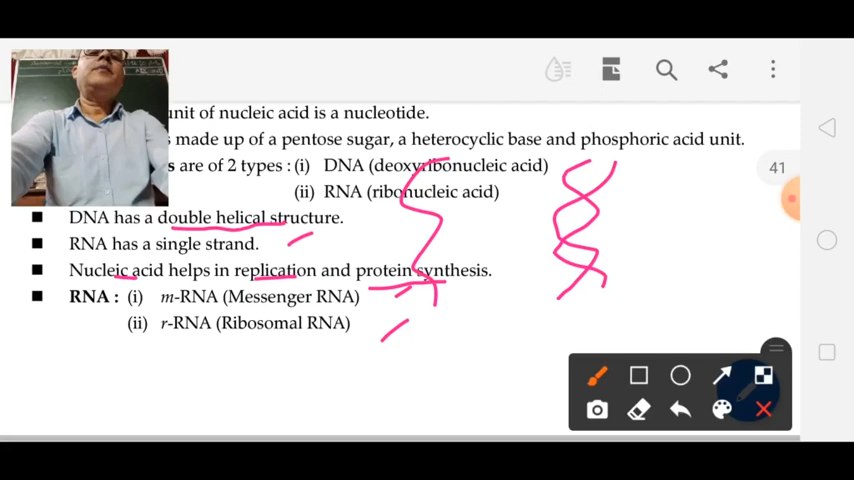 unit of nucleic acid is a nucleotide.
s made up of a pentose sugar, a heterocyclic base and phosphoric acid unit.
s are of 2 types : (i) DNA (deoxyribonucleic acid)
(ii) RNA (ribonucleic acid)
41
■ DNA has a double helical structure.
■ RNA has a single strand.
■ Nucleic acid helps in replication and protein synthesis.
■ RNA : (i) m-RNA (Messenger RNA)
(ii) r-RNA (Ribosomal RNA)